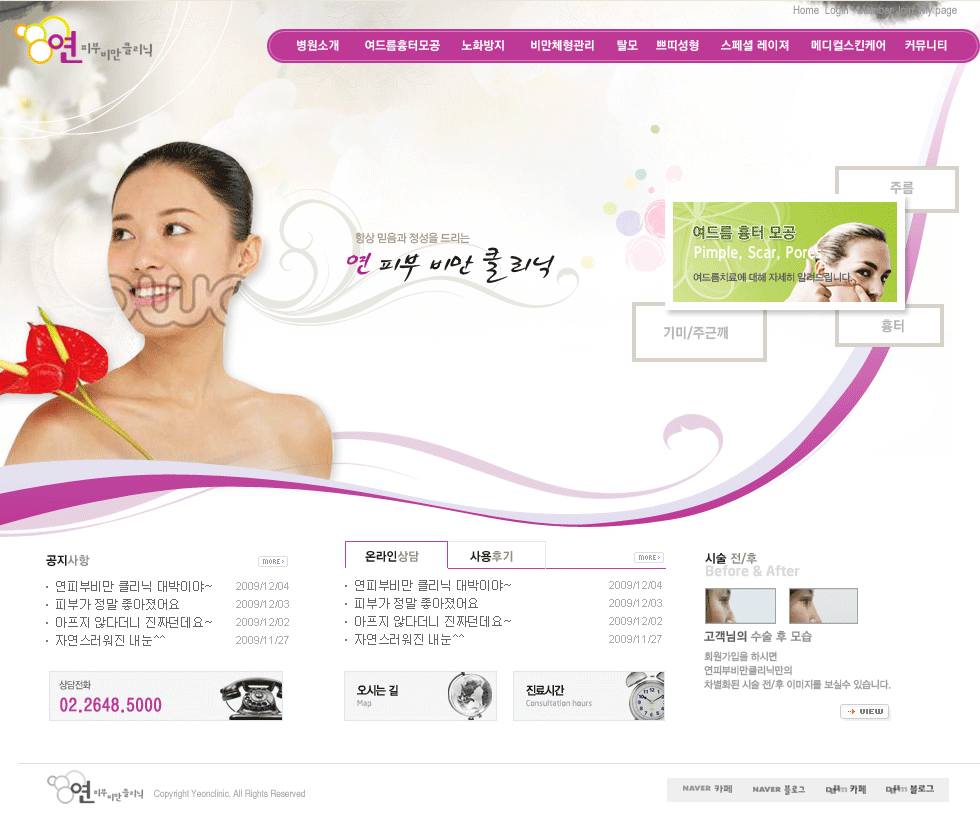 Home Login Member Join My page
연 피부 비만 클리닉
병원소개 여드름흉터모공 노화방지 비만체형관리 탈모 쁘띠성형 스페셜 레이져 메디컬스킨케어 커뮤니티
주름
항상 믿음과 정성을 드리는
연 피부 비만 클리닉
여드름 흉터 모공
Pimple, Scar, Pores
여드름치료에 대해 자세히 알려드립니다.
기미/주근깨
흉터
공지사항
MORE
연피부비만 클리닉 대박이야~ 2009/12/04
피부가 정말 좋아졌어요 2009/12/03
아프지 않다더니 진짜던데요~ 2009/12/02
자연스러워진 내눈^^ 2009/11/27
온라인상담 사용후기
MORE
연피부비만 클리닉 대박이야~ 2009/12/04
피부가 정말 좋아졌어요 2009/12/03
아프지 않다더니 진짜던데요~ 2009/12/02
자연스러워진 내눈^^ 2009/11/27
시술 전/후
Before & After
고객님의 수술 후 모습
회원가입을 하시면
연피부비만클리닉만의
차별화된 시술 전/후 이미지를 보실수 있습니다.
VIEW
상담전화
02.2648.5000
오시는 길
Map
진료시간
Consultation hours
연 피부 비만 클리닉
Copyright Yeonclinic. All Rights Reserved
NAVER 카페 NAVER 블로그 Daum 카페 Daum 블로그